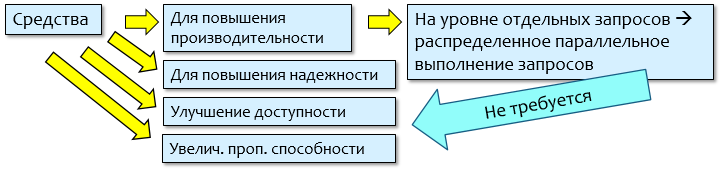 Средства
Для повышения
производительности
На уровне отдельных запросов →
распределенное параллельное
выполнение запросов
Для повышения надежности
Улучшение доступности
Увелич. проп. способности
Не требуется